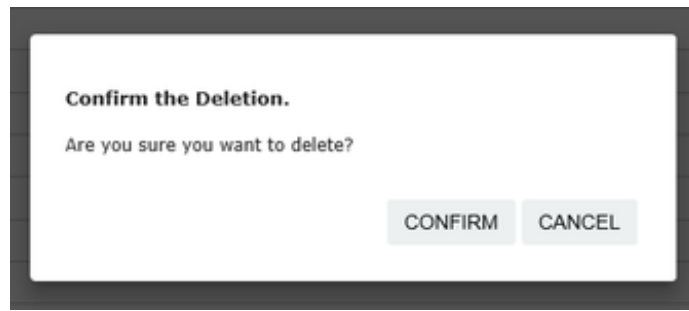 Confirm the Deletion.
Are you sure you want to delete?
CONFIRM CANCEL